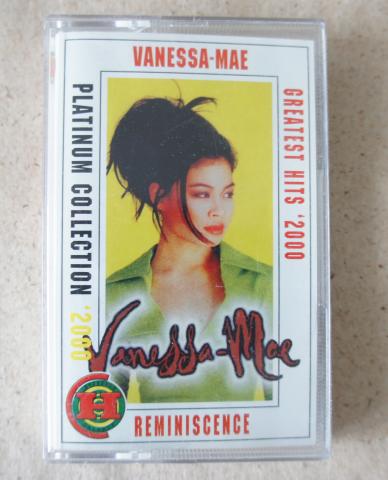 VANESSA-MAE
PLATINUM COLLECTION '2000
GREATEST HITS '2000
Vanessa-Mae
H
REMINISCENCE